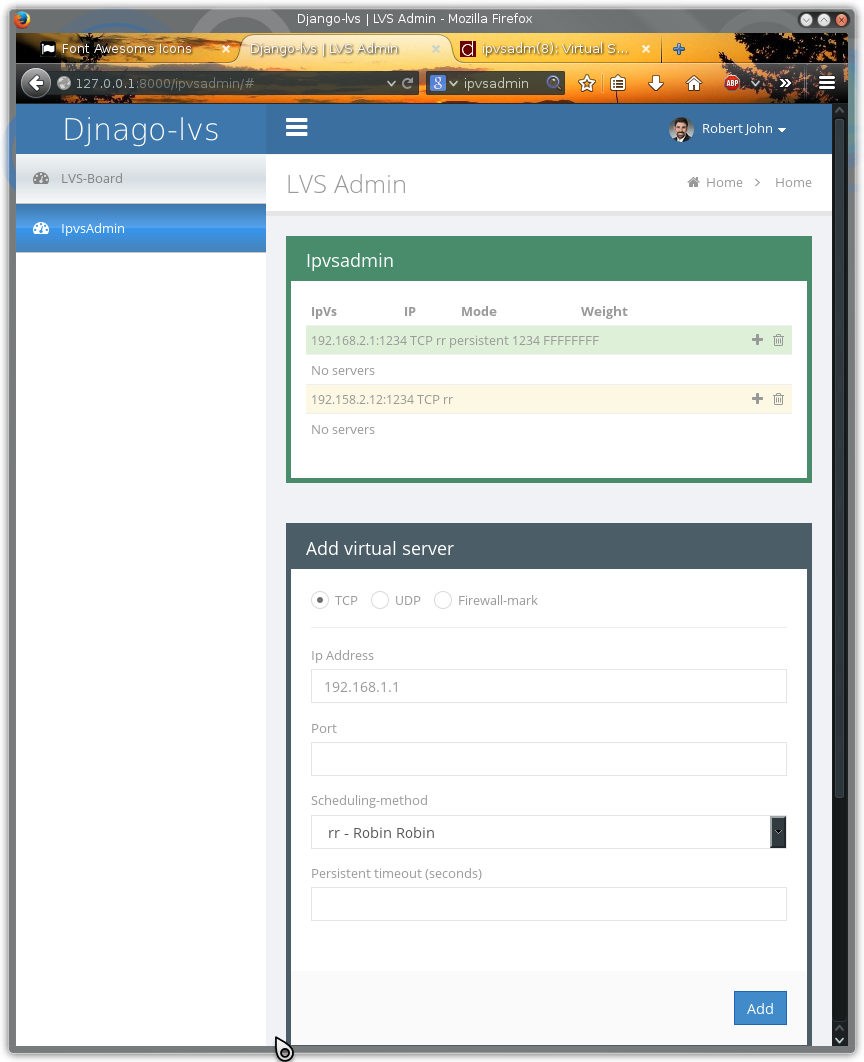 Django-lvs | LVS Admin - Mozilla Firefox
Font Awesome Icons
Django-lvs | LVS Admin
ipvsadm(8): Virtual S...
127.0.0.1:8000/ipvsadmin/#
8 ipvsadmin
ABP
Djnago-lvs
Robert John
LVS-Board
IpvsAdmin
LVS Admin
Home > Home
Ipvsadmin
IpVs IP Mode Weight
192.168.2.1:1234 TCP rr persistent 1234 FFFFFFFF
No servers
192.158.2.12:1234 TCP rr
No servers
Add virtual server
TCP UDP Firewall-mark
Ip Address
192.168.1.1
Port
Scheduling-method
rr - Robin Robin
Persistent timeout (seconds)
Add